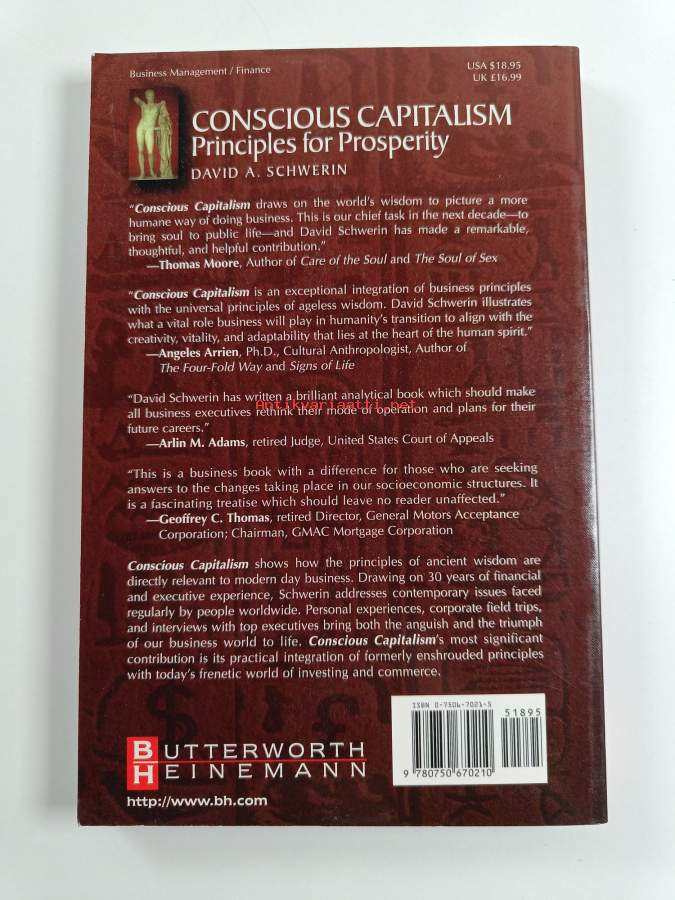 Business Management / Finance
USA $18.95
UK £16.99
CONSCIOUS CAPITALISM
Principles for Prosperity
DAVID A. SCHWERIN
“Conscious Capitalism draws on the world’s wisdom to picture a more
humane way of doing business. This is our chief task in the next decade—to
bring soul to public life—and David Schwerin has made a remarkable,
thoughtful, and helpful contribution.”
—Thomas Moore, Author of Care of the Soul and The Soul of Sex
“Conscious Capitalism is an exceptional integration of business principles
with the universal principles of ageless wisdom. David Schwerin illustrates
what a vital role business will play in humanity’s transition to align with the
creativity, vitality, and adaptability that lies at the heart of the human spirit.”
—Angeles Arrien, Ph.D., Cultural Anthropologist, Author of
The Four-Fold Way and Signs of Life
“David Schwerin has written a brilliant analytical book which should make
all business executives rethink their mode of operation and plans for their
Antikvariaatti.net
future careers.”
—Arlin M. Adams, retired Judge, United States Court of Appeals
“This is a business book with a difference for those who are seeking
answers to the changes taking place in our socioeconomic structures. It
is a fascinating treatise which should leave no reader unaffected.”
—Geoffrey C. Thomas, retired Director, General Motors Acceptance
Corporation; Chairman, GMAC Mortgage Corporation
Conscious Capitalism shows how the principles of ancient wisdom are
directly relevant to modern day business. Drawing on 30 years of financial
and executive experience, Schwerin addresses contemporary issues faced
regularly by people worldwide. Personal experiences, corporate field trips,
and interviews with top executives bring both the anguish and the triumph
of our business world to life. Conscious Capitalism’s most significant
contribution is its practical integration of formerly enshrouded principles
with today’s frenetic world of investing and commerce.
ISBN 0-7506-7021-5
51895
9 780750 670210
BUTTERWORTH
HEINEMANN
http://www.bh.com